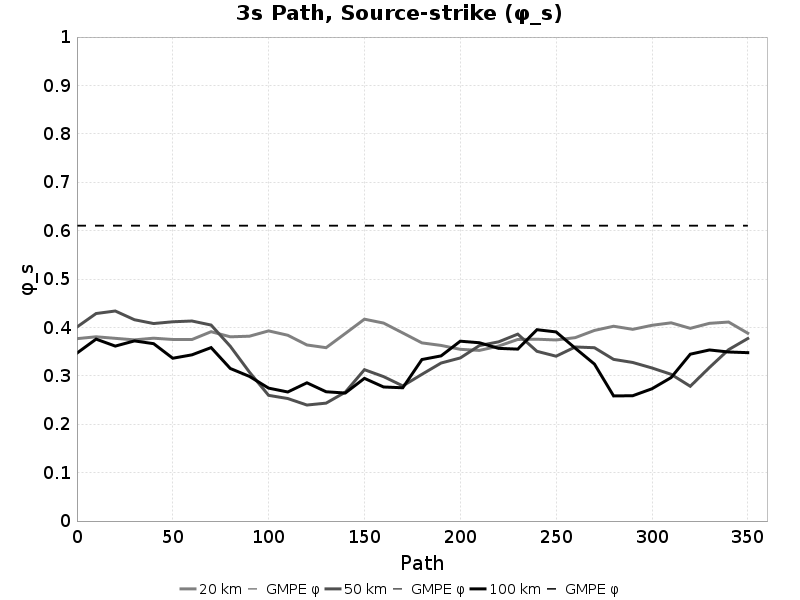 3s Path, Source-strike (φ_s)
1
0.9
0.8
0.7
0.6
0.5
0.4
0.3
0.2
0.1
0
φ_s
0 50 100 150 200 250 300 350
Path
20 km GMPE φ 50 km GMPE φ 100 km GMPE φ